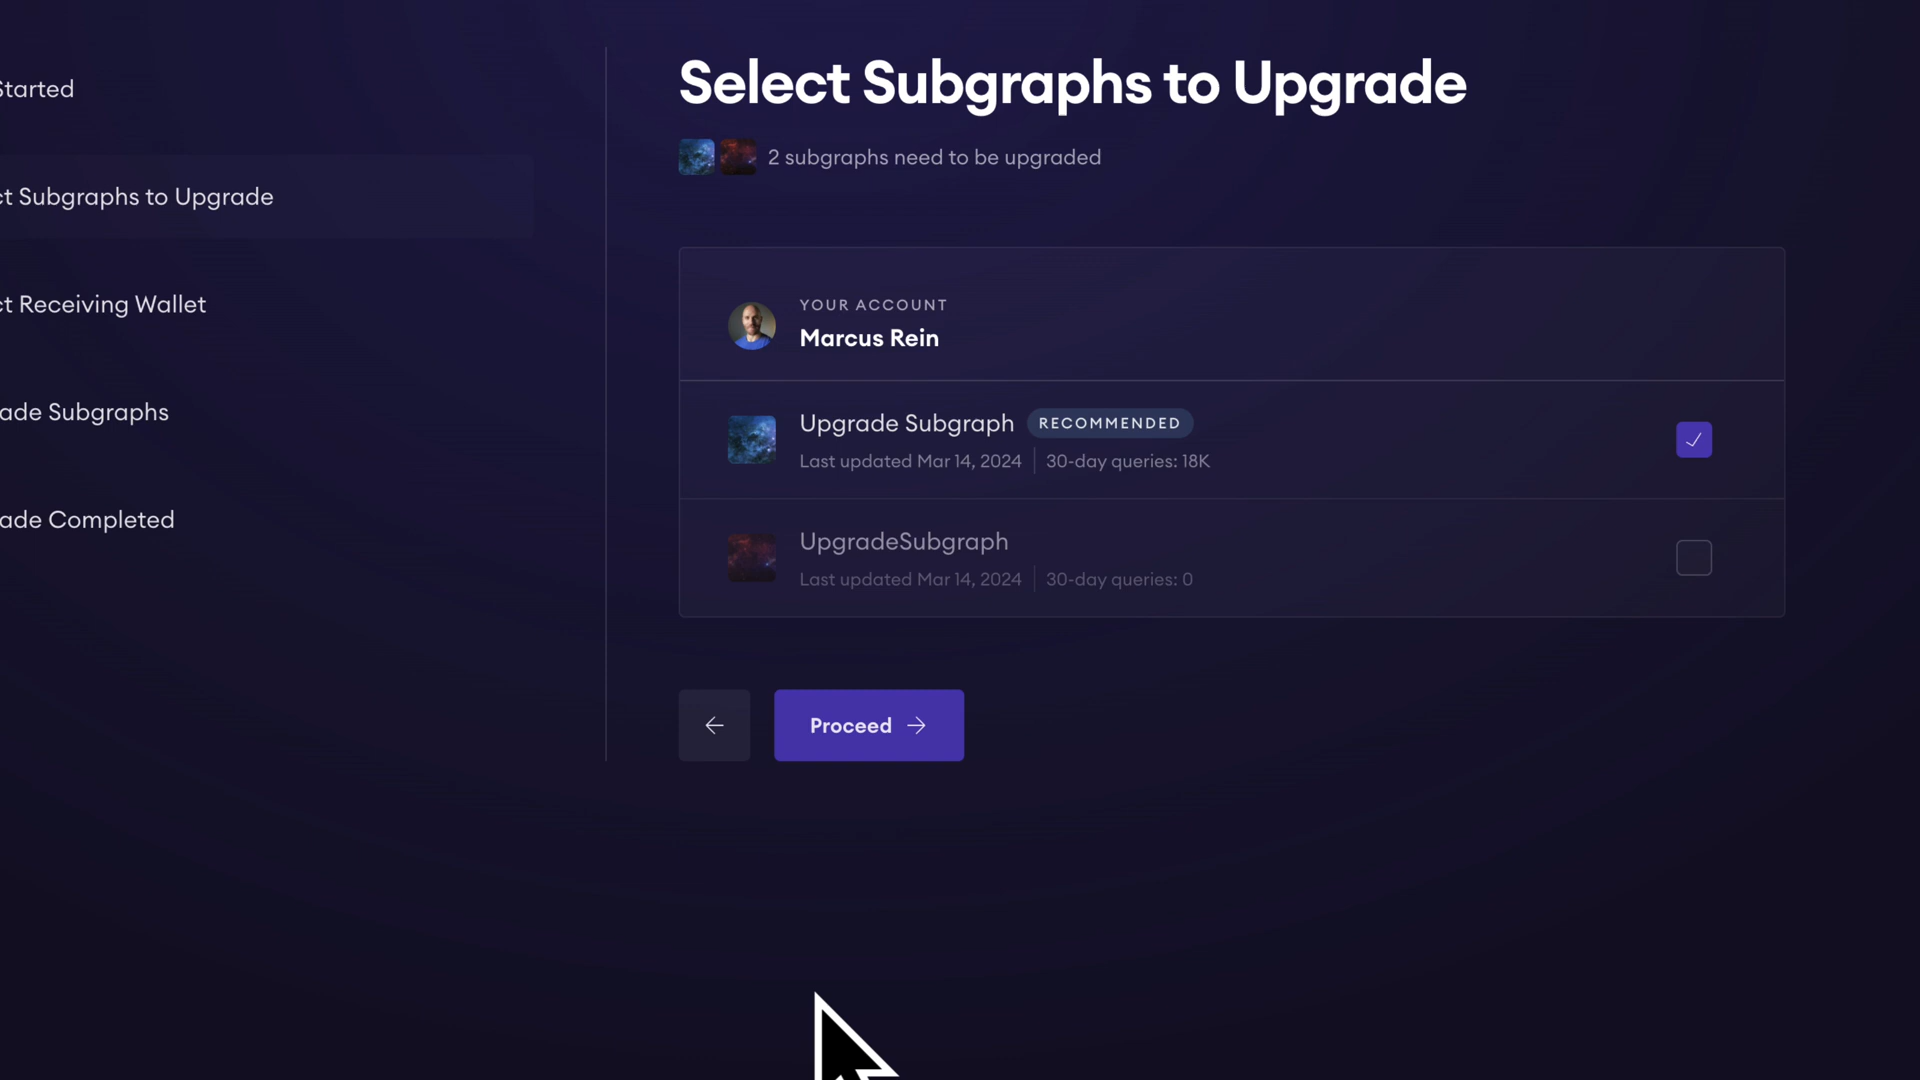 Started
ct Subgraphs to Upgrade
ct Receiving Wallet
ade Subgraphs
ade Completed
Select Subgraphs to Upgrade
2 subgraphs need to be upgraded
YOUR ACCOUNT
Marcus Rein
Upgrade Subgraph RECOMMENDED
Last updated Mar 14, 2024 30-day queries: 18K
UpgradeSubgraph
Last updated Mar 14, 2024 30-day queries: 0
Proceed